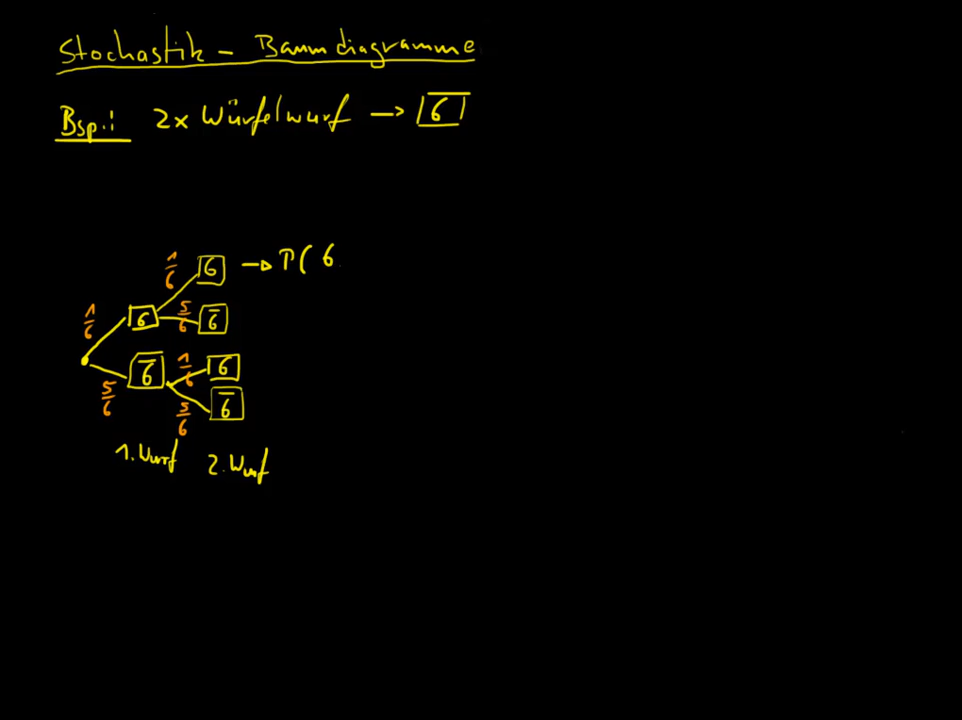 Stochastik - Baumdiagramme
Bsp.: 2x Würfelwurf → 6
1/6 6 → P( 6
1/6 6 5/6 6̅
5/6 6̅ 1/6 6
5/6 6̅
1. Wurf 2. Wurf